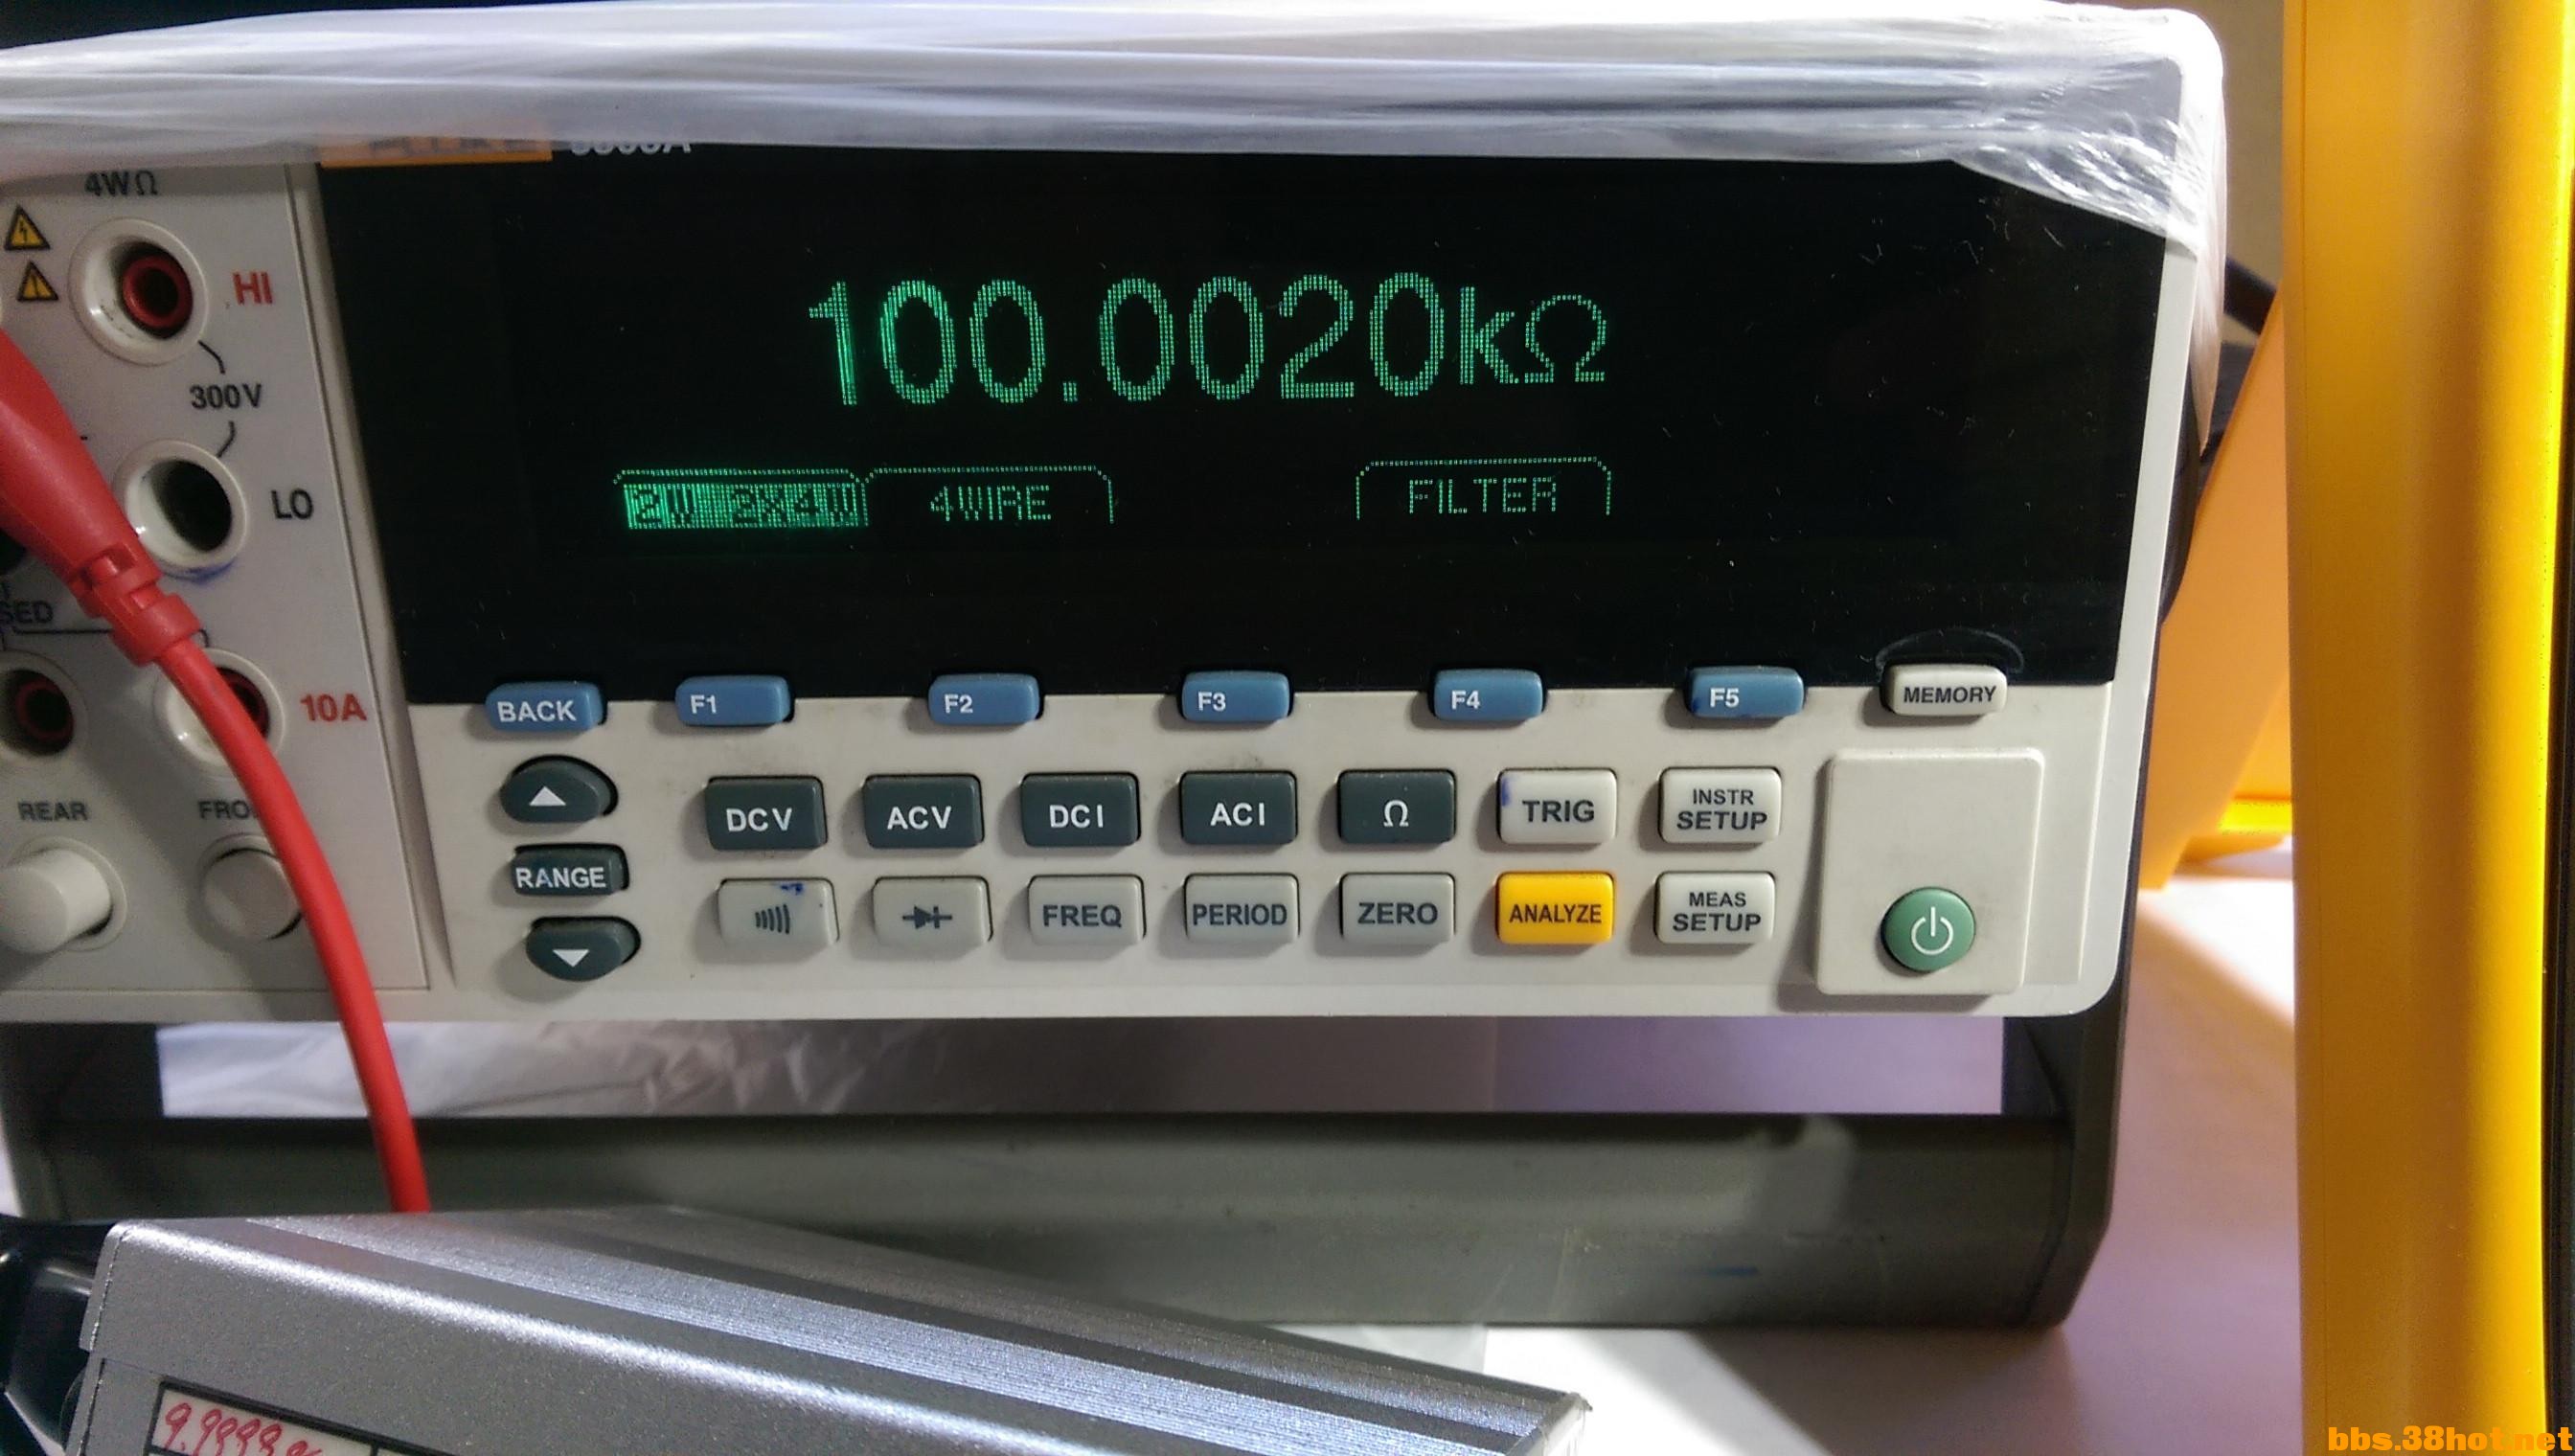 4WΩ
HI
300V
LO
SED
10A
REAR
100.0020kΩ
2W 2X4W 4WIRE FILTER
BACK F1 F2 F3 F4 F5 MEMORY
RANGE
DCV ACV DCI ACI Ω TRIG INSTR SETUP
FREQ PERIOD ZERO ANALYZE MEAS SETUP
bbs.38hot.net